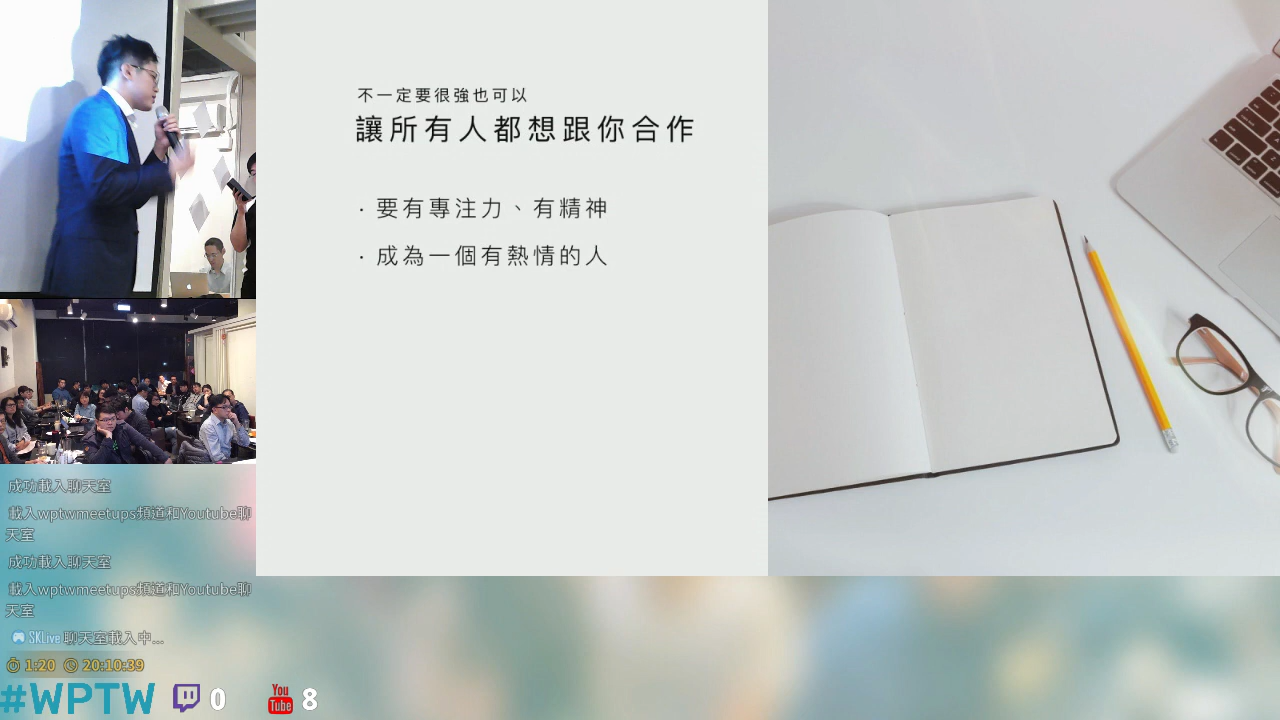 不一定要很強也可以
讓所有人都想跟你合作
· 要有專注力、有精神
· 成為一個有熱情的人
成功載入聊天室
載入wptwmeetups頻道和Youtube聊
天室
成功載入聊天室
載入wptwmeetups頻道和Youtube聊
天室
SKLive 聊天室載入中...
1:20 20:10:39
#WPTW 0 YouTube 8